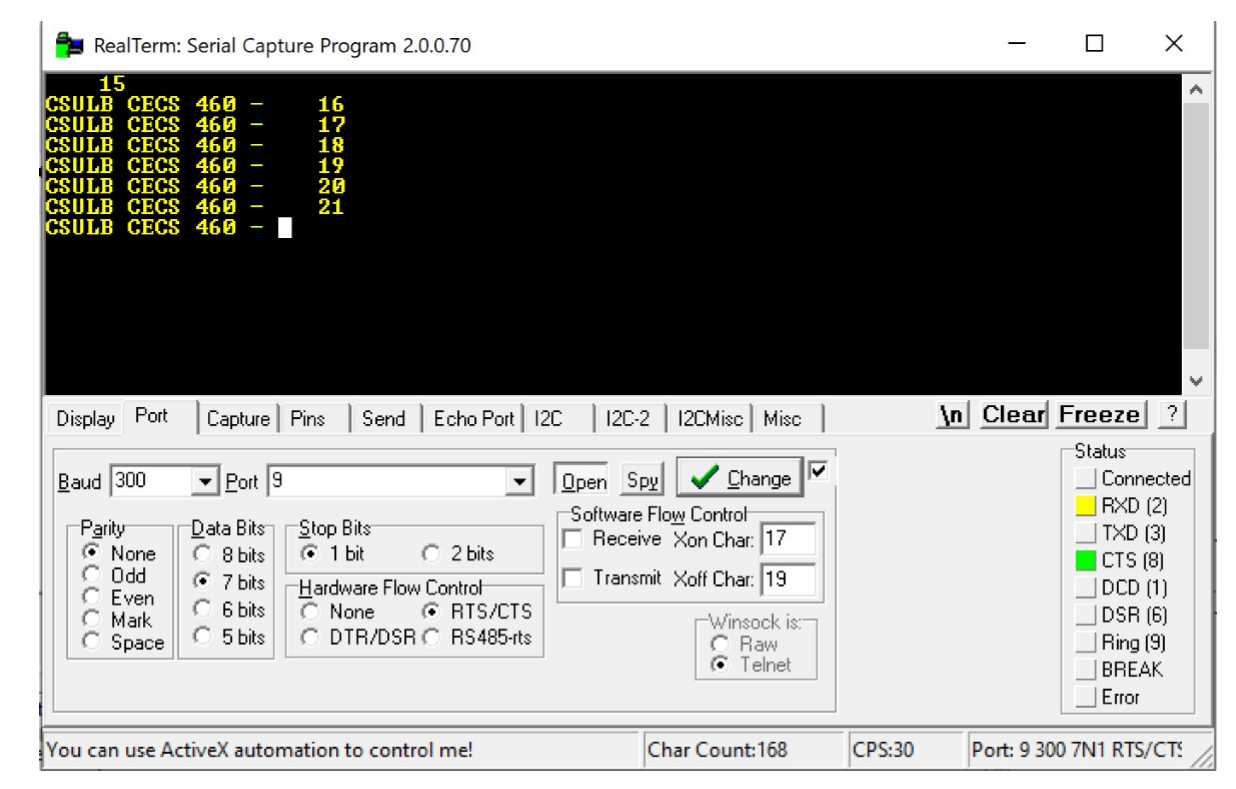 RealTerm: Serial Capture Program 2.0.0.70
15
CSULB CECS 460 - 16
CSULB CECS 460 - 17
CSULB CECS 460 - 18
CSULB CECS 460 - 19
CSULB CECS 460 - 20
CSULB CECS 460 - 21
CSULB CECS 460 -
Display Port Capture Pins Send Echo Port I2C I2C-2 I2CMisc Misc \n Clear Freeze ?
Baud 300 Port 9 Open Spy Change
Parity
None
Odd
Even
Mark
Space
Data Bits
8 bits
7 bits
6 bits
5 bits
Stop Bits
1 bit 2 bits
Hardware Flow Control
None RTS/CTS
DTR/DSR RS485-rts
Software Flow Control
Receive Xon Char: 17
Transmit Xoff Char: 19
Winsock is:
Raw
Telnet
Status
Connected
RXD (2)
TXD (3)
CTS (8)
DCD (1)
DSR (6)
Ring (9)
BREAK
Error
You can use ActiveX automation to control me! Char Count:168 CPS:30 Port: 9 300 7N1 RTS/CTS